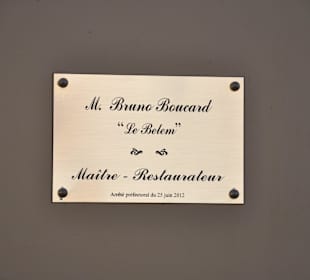 M. Bruno Boucard
"Le Belem"
Maître - Restaurateur
Arrêté préfectoral du 25 juin 2012